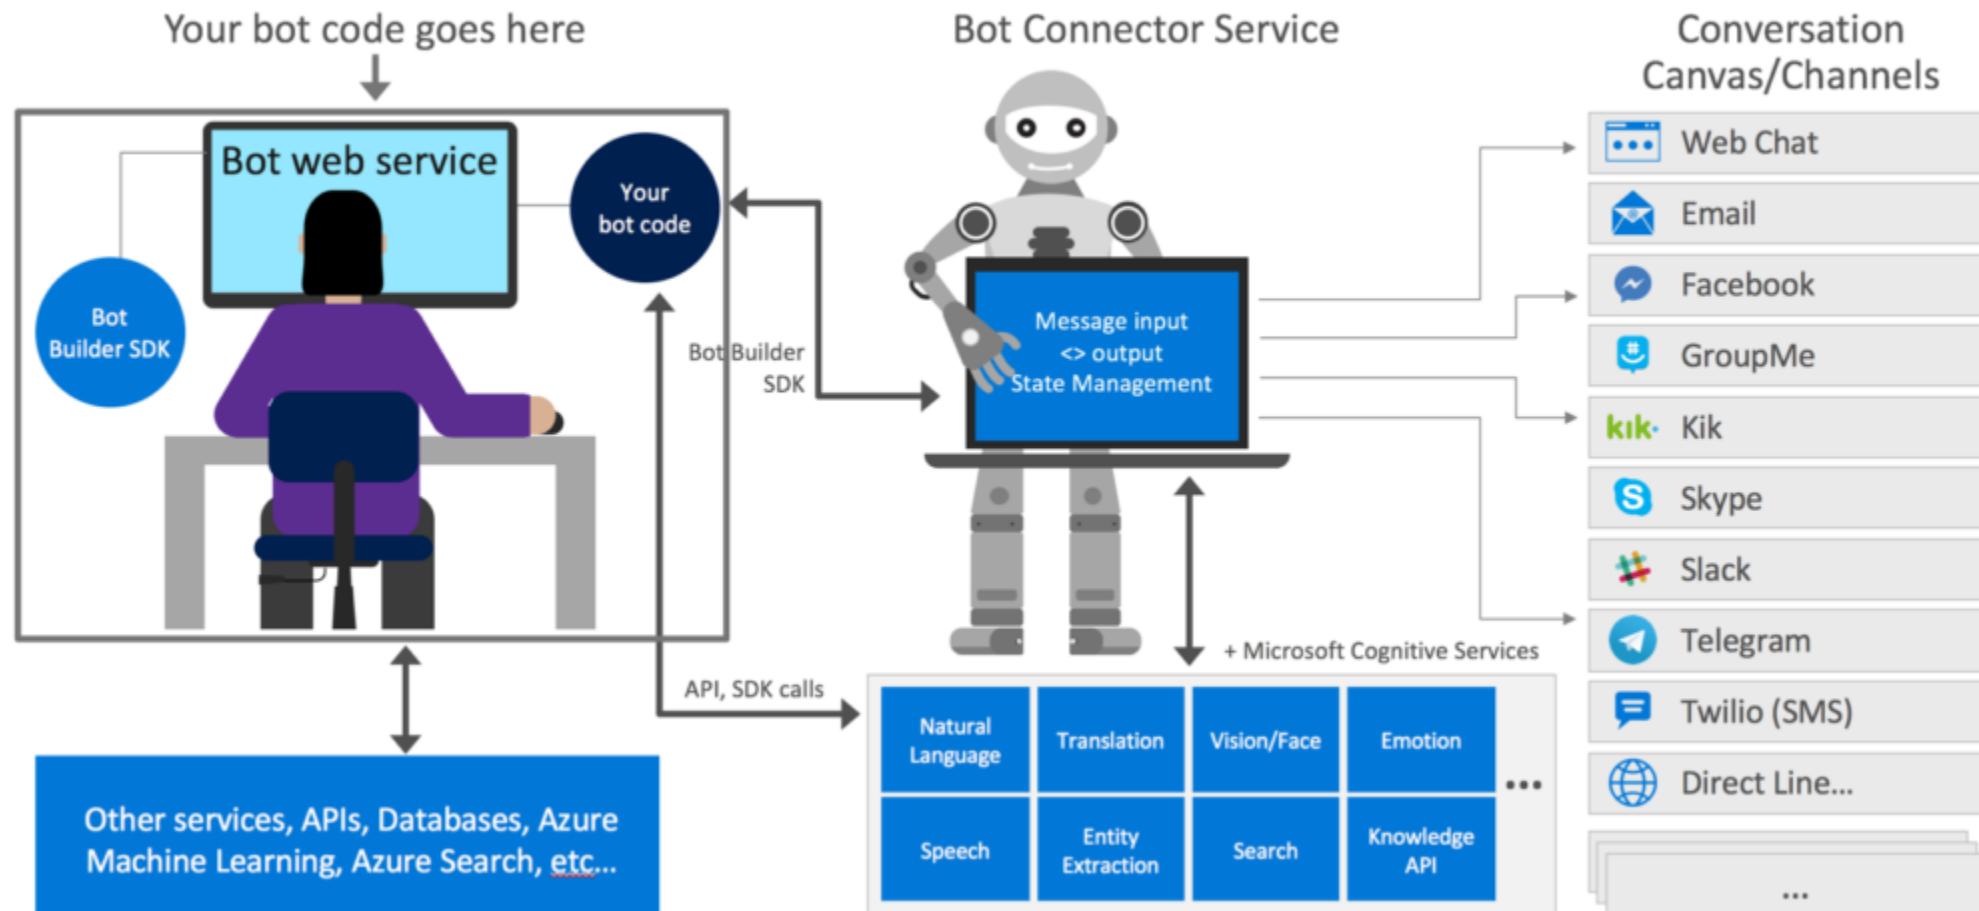 Your bot code goes here
Bot web service
Your
bot code
Bot
Builder SDK
Bot Builder
SDK
API, SDK calls
Other services, APIs, Databases, Azure
Machine Learning, Azure Search, etc...
Bot Connector Service
Message input
<> output
State Management
+ Microsoft Cognitive Services
Natural
Language
Translation
Vision/Face
Emotion
...
Speech
Entity
Extraction
Search
Knowledge
API
Conversation
Canvas/Channels
Web Chat
Email
Facebook
GroupMe
kik.
Kik
Skype
Slack
Telegram
Twilio (SMS)
Direct Line...
...